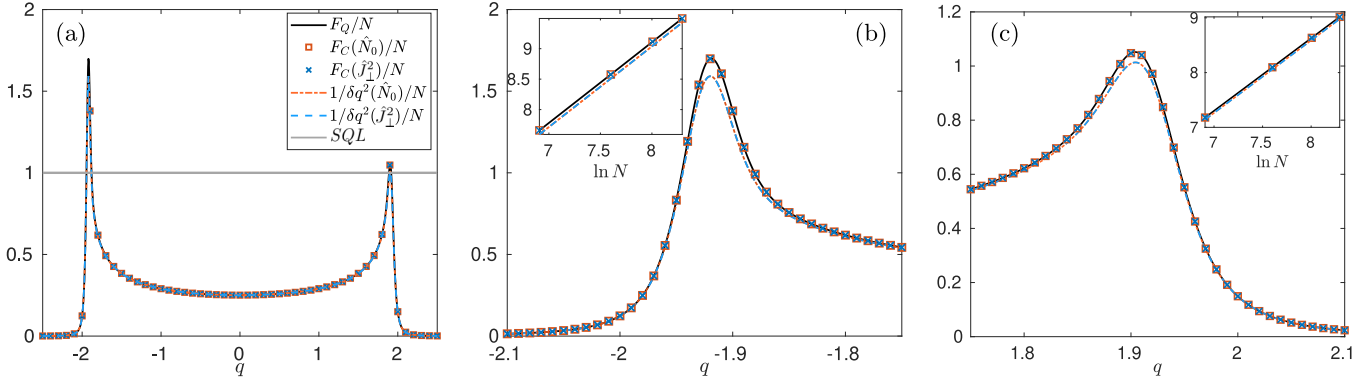 (a)
F_Q/N
F_C(N̂_0)/N
F_C(Ĵ_⊥^2)/N
1/δq^2(N̂_0)/N
1/δq^2(Ĵ_⊥^2)/N
SQL
2
1.5
1
0.5
0
-2 -1 0 1 2
q
(b)
2
1.5
1
0.5
0
-2.1 -2 -1.9 -1.8
q
9
8.5
8
7 7.5 8
ln N
(c)
1.2
1.0
0.8
0.6
0.4
0.2
0
1.8 1.9 2 2.1
q
9
8
7
7 7.5 8
ln N